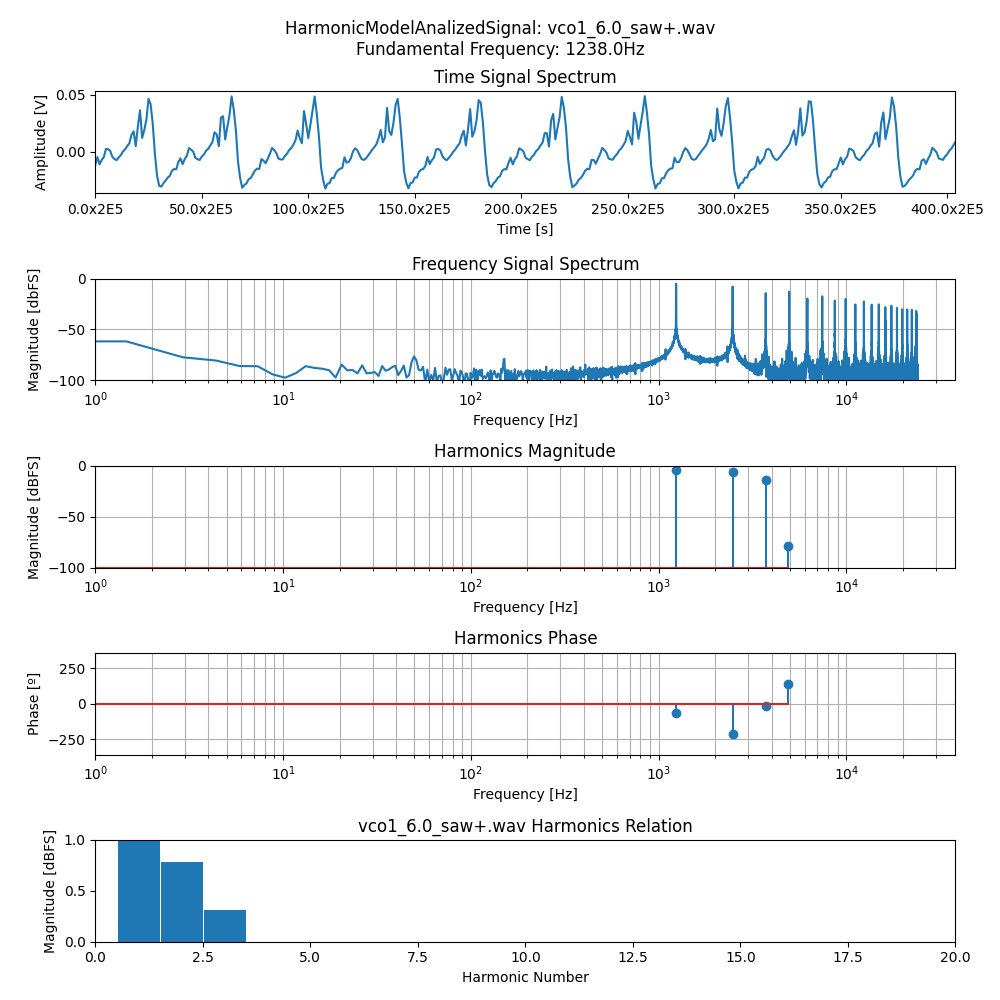 HarmonicModelAnalizedSignal: vco1_6.0_saw+.wav
Fundamental Frequency: 1238.0Hz
Time Signal Spectrum
Amplitude [V]
0.05
0.00
0.0x2E5 50.0x2E5 100.0x2E5 150.0x2E5 200.0x2E5 250.0x2E5 300.0x2E5 350.0x2E5 400.0x2E5
Time [s]
Frequency Signal Spectrum
Magnitude [dbFS]
0
−50
−100
10⁰ 10¹ 10² 10³ 10⁴
Frequency [Hz]
Harmonics Magnitude
Magnitude [dBFS]
0
−50
−100
10⁰ 10¹ 10² 10³ 10⁴
Frequency [Hz]
Harmonics Phase
Phase [º]
250
0
−250
10⁰ 10¹ 10² 10³ 10⁴
Frequency [Hz]
vco1_6.0_saw+.wav Harmonics Relation
Magnitude [dBFS]
1.0
0.5
0.0
0.0 2.5 5.0 7.5 10.0 12.5 15.0 17.5 20.0
Harmonic Number